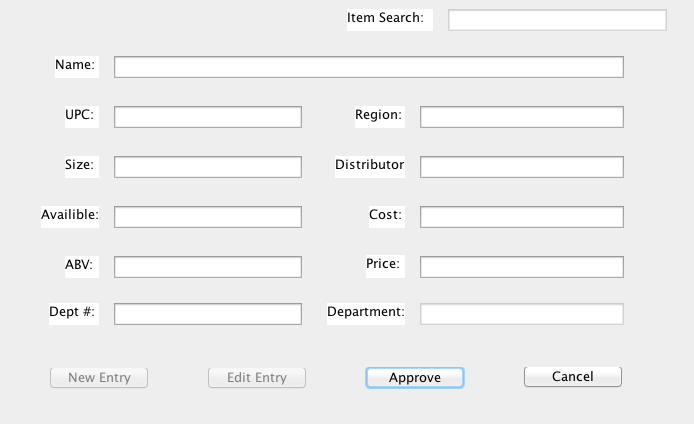 Item Search:
Name:
UPC: Region:
Size: Distributor
Availible: Cost:
ABV: Price:
Dept #: Department:
New Entry Edit Entry Approve Cancel